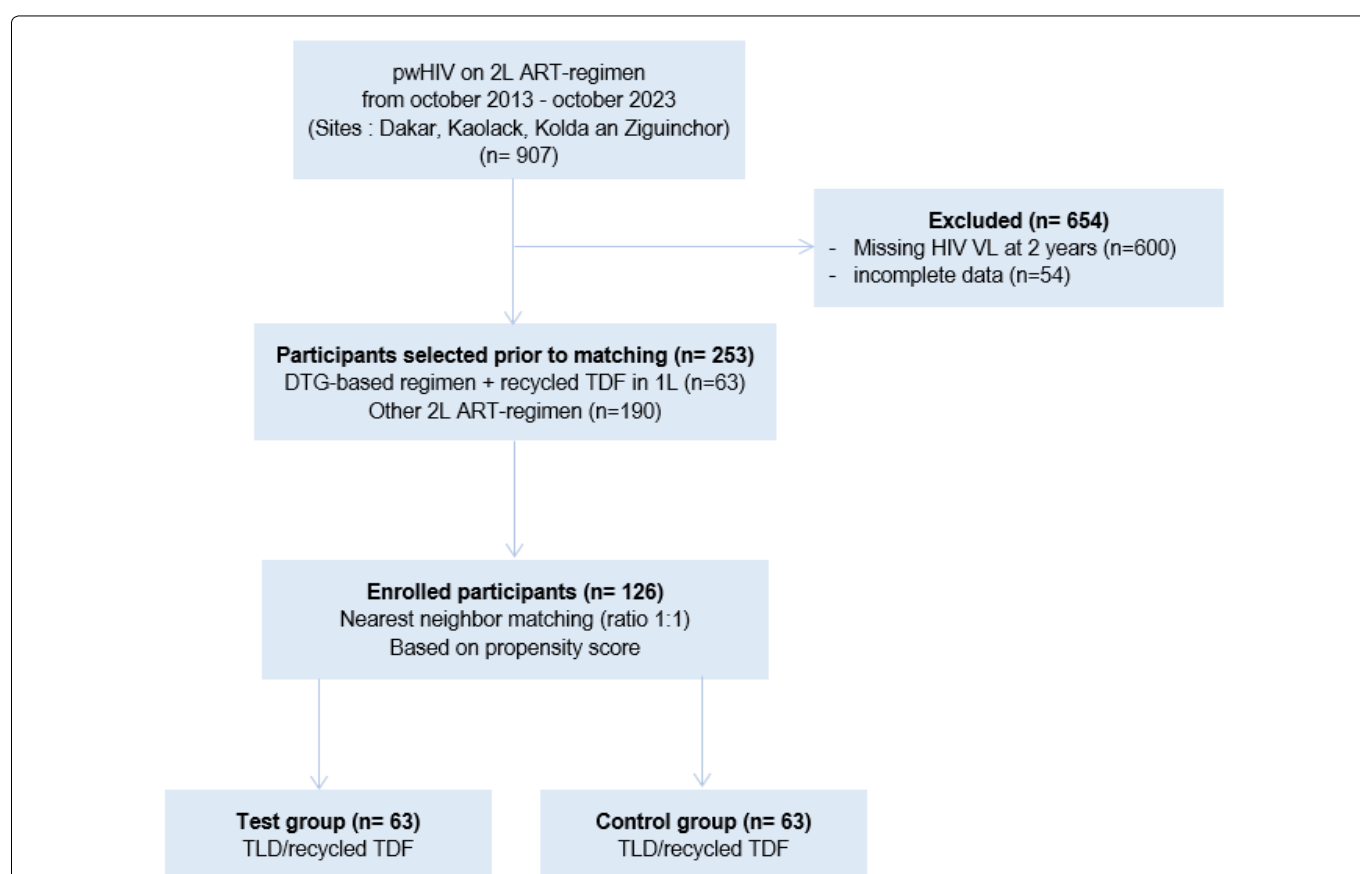 pwHIV on 2L ART-regimen
from october 2013 - october 2023
(Sites : Dakar, Kaolack, Kolda an Ziguinchor)
(n= 907)
Excluded (n= 654)
- Missing HIV VL at 2 years (n=600)
- incomplete data (n=54)
Participants selected prior to matching (n= 253)
DTG-based regimen + recycled TDF in 1L (n=63)
Other 2L ART-regimen (n=190)
Enrolled participants (n= 126)
Nearest neighbor matching (ratio 1:1)
Based on propensity score
Test group (n= 63)
TLD/recycled TDF
Control group (n= 63)
TLD/recycled TDF